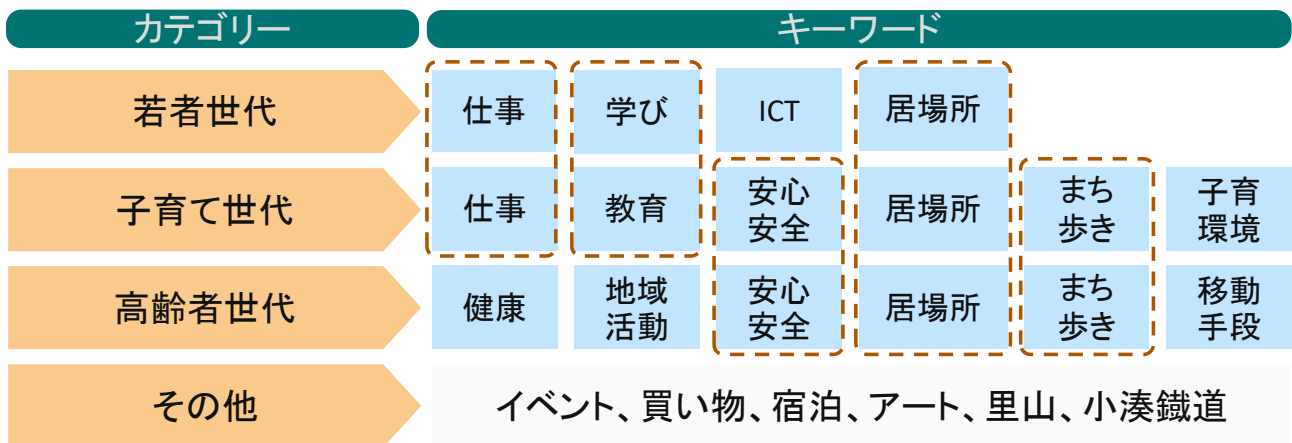 カテゴリー
キーワード
若者世代
仕事
学び
ICT
居場所
子育て世代
仕事
教育
安心
安全
居場所
まち
歩き
子育
環境
高齢者世代
健康
地域
活動
安心
安全
居場所
まち
歩き
移動
手段
その他
イベント、買い物、宿泊、アート、里山、小湊鐵道